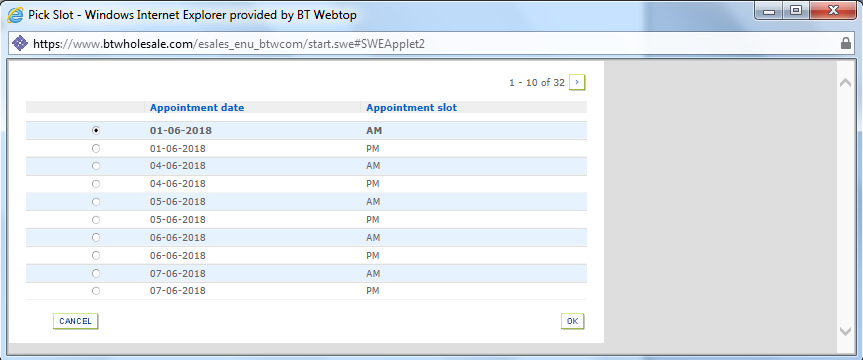 Pick Slot - Windows Internet Explorer provided by BT Webtop
https://www.btwholesale.com/esales_enu_btwcom/start.swe#SWEApplet2
1 - 10 of 32 >
Appointment date Appointment slot
01-06-2018 AM
01-06-2018 PM
04-06-2018 AM
04-06-2018 PM
05-06-2018 AM
05-06-2018 PM
06-06-2018 AM
06-06-2018 PM
07-06-2018 AM
07-06-2018 PM
CANCEL OK